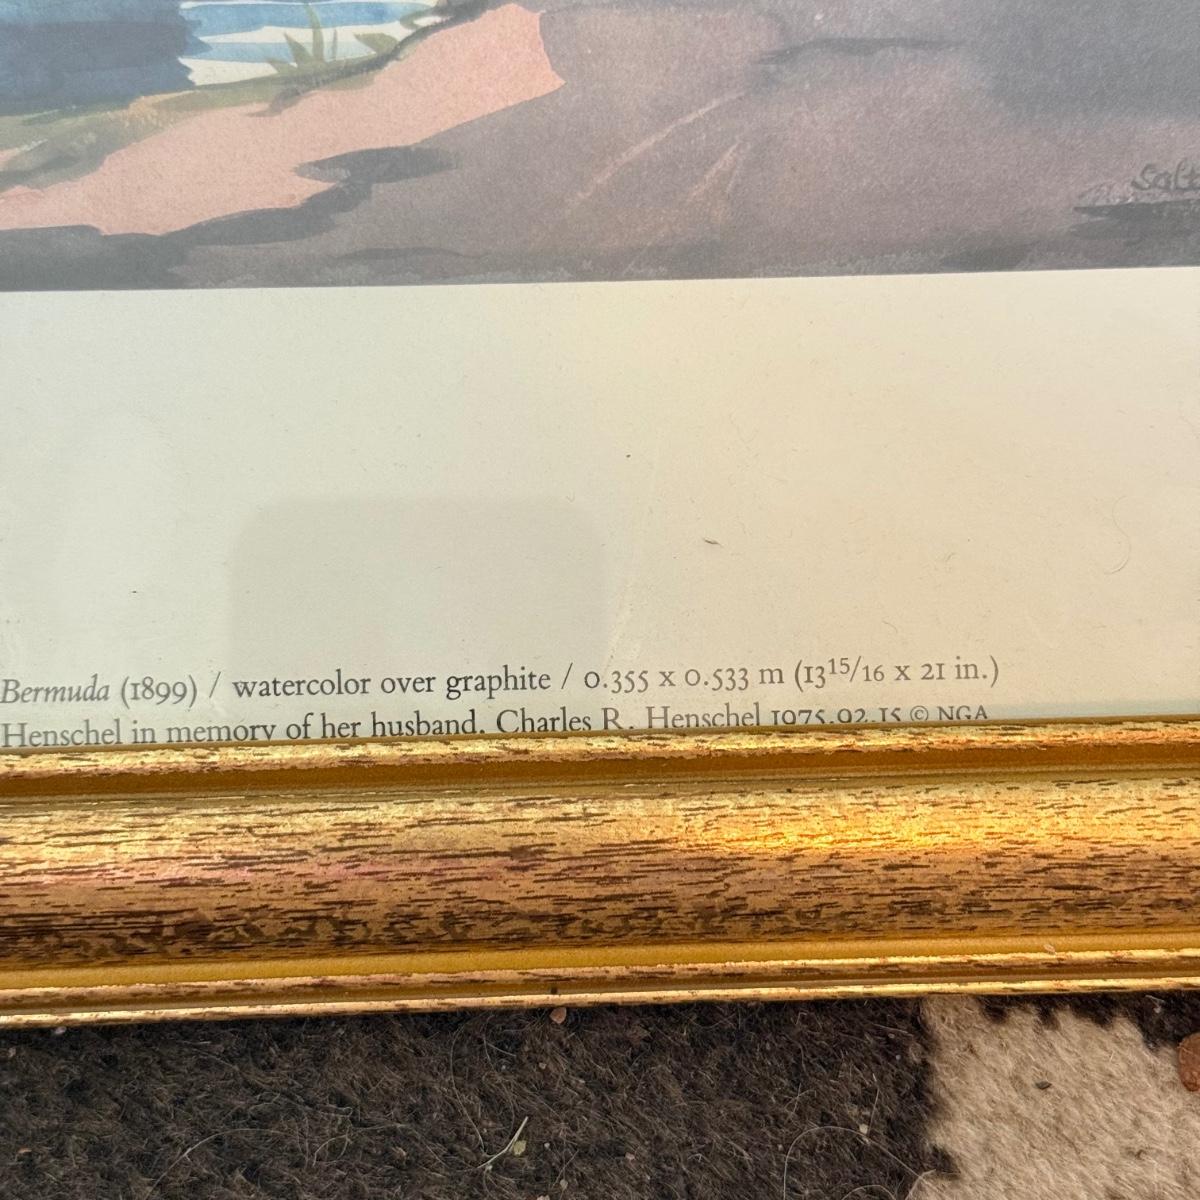 Salt
Bermuda (1899) / watercolor over graphite / 0.355 x 0.533 m (13 15/16 x 21 in.)
Henschel in memory of her husband, Charles R. Henschel 1975.92.15 © NGA